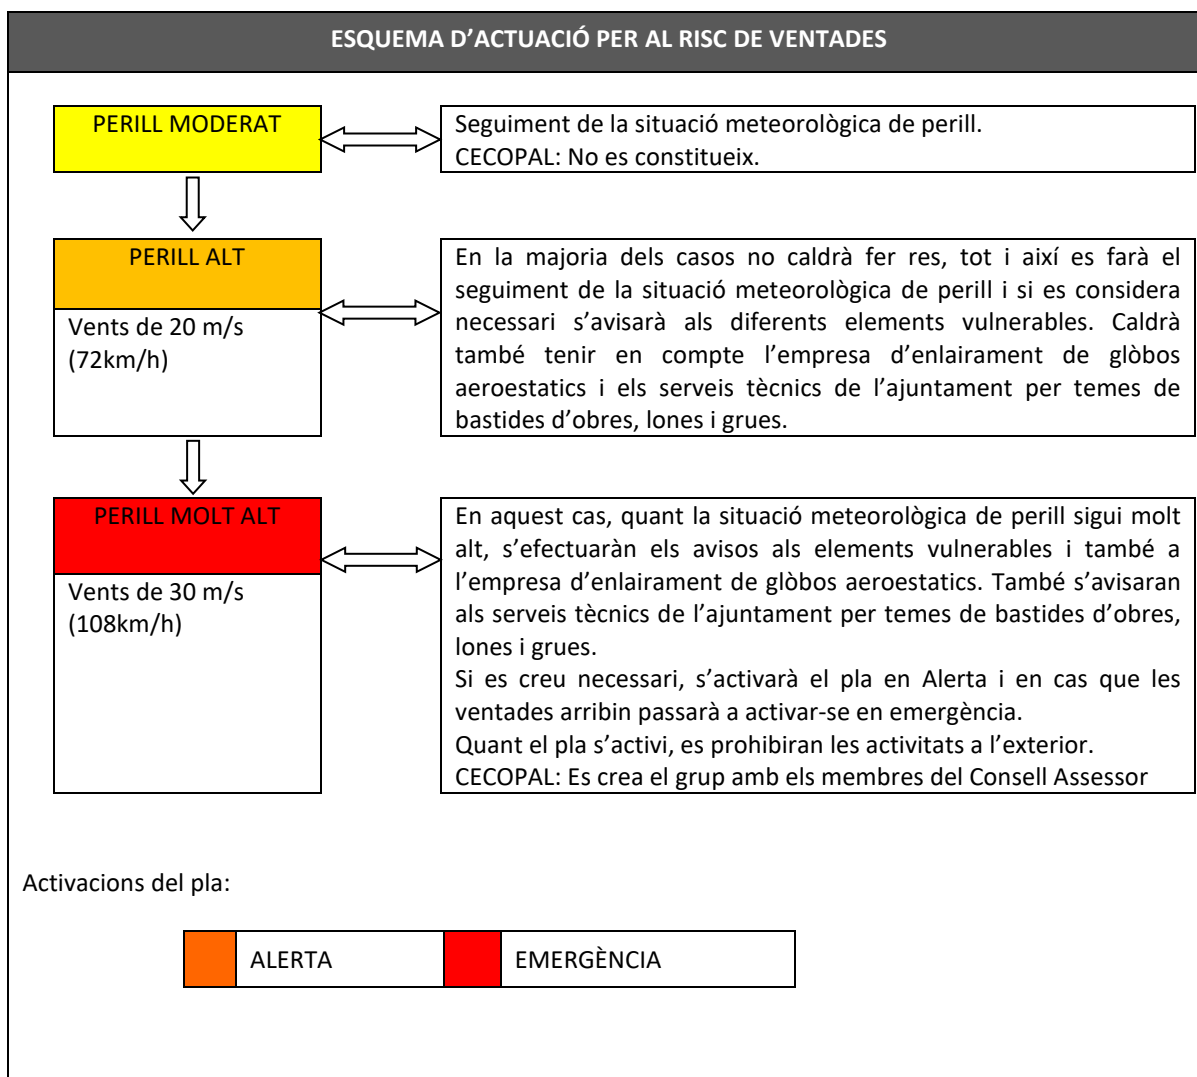 ESQUEMA D’ACTUACIÓ PER AL RISC DE VENTADES
PERILL MODERAT
Seguiment de la situació meteorològica de perill.
CECOPAL: No es constitueix.
PERILL ALT
Vents de 20 m/s
(72km/h)
En la majoria dels casos no caldrà fer res, tot i així es farà el
seguiment de la situació meteorològica de perill i si es considera
necessari s’avisarà als diferents elements vulnerables. Caldrà
també tenir en compte l’empresa d’enlairament de glòbos
aeroestatics i els serveis tècnics de l’ajuntament per temes de
bastides d’obres, lones i grues.
PERILL MOLT ALT
Vents de 30 m/s
(108km/h)
En aquest cas, quant la situació meteorològica de perill sigui molt
alt, s’efectuaràn els avisos als elements vulnerables i també a
l’empresa d’enlairament de glòbos aeroestatics. També s’avisaran
als serveis tècnics de l’ajuntament per temes de bastides d’obres,
lones i grues.
Si es creu necessari, s’activarà el pla en Alerta i en cas que les
ventades arribin passarà a activar-se en emergència.
Quant el pla s’activi, es prohibiran les activitats a l’exterior.
CECOPAL: Es crea el grup amb els membres del Consell Assessor
Activacions del pla:
ALERTA
EMERGÈNCIA